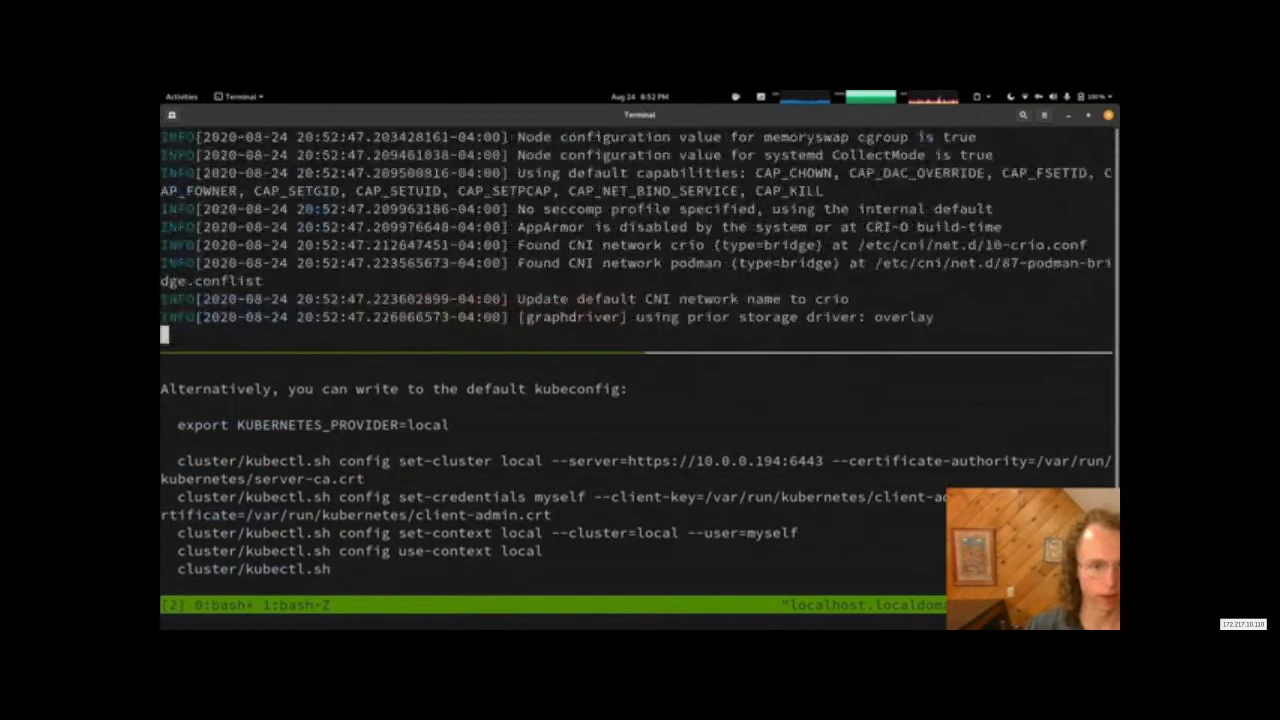 Activities Terminal Aug 24 8:52 PM 100%
Terminal
INFO[2020-08-24 20:52:47.203428161-04:00] Node configuration value for memoryswap cgroup is true
INFO[2020-08-24 20:52:47.209461038-04:00] Node configuration value for systemd CollectMode is true
INFO[2020-08-24 20:52:47.209500816-04:00] Using default capabilities: CAP_CHOWN, CAP_DAC_OVERRIDE, CAP_FSETID, C
AP_FOWNER, CAP_SETGID, CAP_SETUID, CAP_SETPCAP, CAP_NET_BIND_SERVICE, CAP_KILL
INFO[2020-08-24 20:52:47.209963186-04:00] No seccomp profile specified, using the internal default
INFO[2020-08-24 20:52:47.209976648-04:00] AppArmor is disabled by the system or at CRI-O build-time
INFO[2020-08-24 20:52:47.212647451-04:00] Found CNI network crio (type=bridge) at /etc/cni/net.d/10-crio.conf
INFO[2020-08-24 20:52:47.223565673-04:00] Found CNI network podman (type=bridge) at /etc/cni/net.d/87-podman-bri
dge.conflist
INFO[2020-08-24 20:52:47.223602899-04:00] Update default CNI network name to crio
INFO[2020-08-24 20:52:47.226066573-04:00] [graphdriver] using prior storage driver: overlay
Alternatively, you can write to the default kubeconfig:
export KUBERNETES_PROVIDER=local
cluster/kubectl.sh config set-cluster local --server=https://10.0.0.194:6443 --certificate-authority=/var/run/
kubernetes/server-ca.crt
cluster/kubectl.sh config set-credentials myself --client-key=/var/run/kubernetes/client-a
rtificate=/var/run/kubernetes/client-admin.crt
cluster/kubectl.sh config set-context local --cluster=local --user=myself
cluster/kubectl.sh config use-context local
cluster/kubectl.sh
[2] 0:bash* 1:bash-Z "localhost.localdoma
172.217.10.110